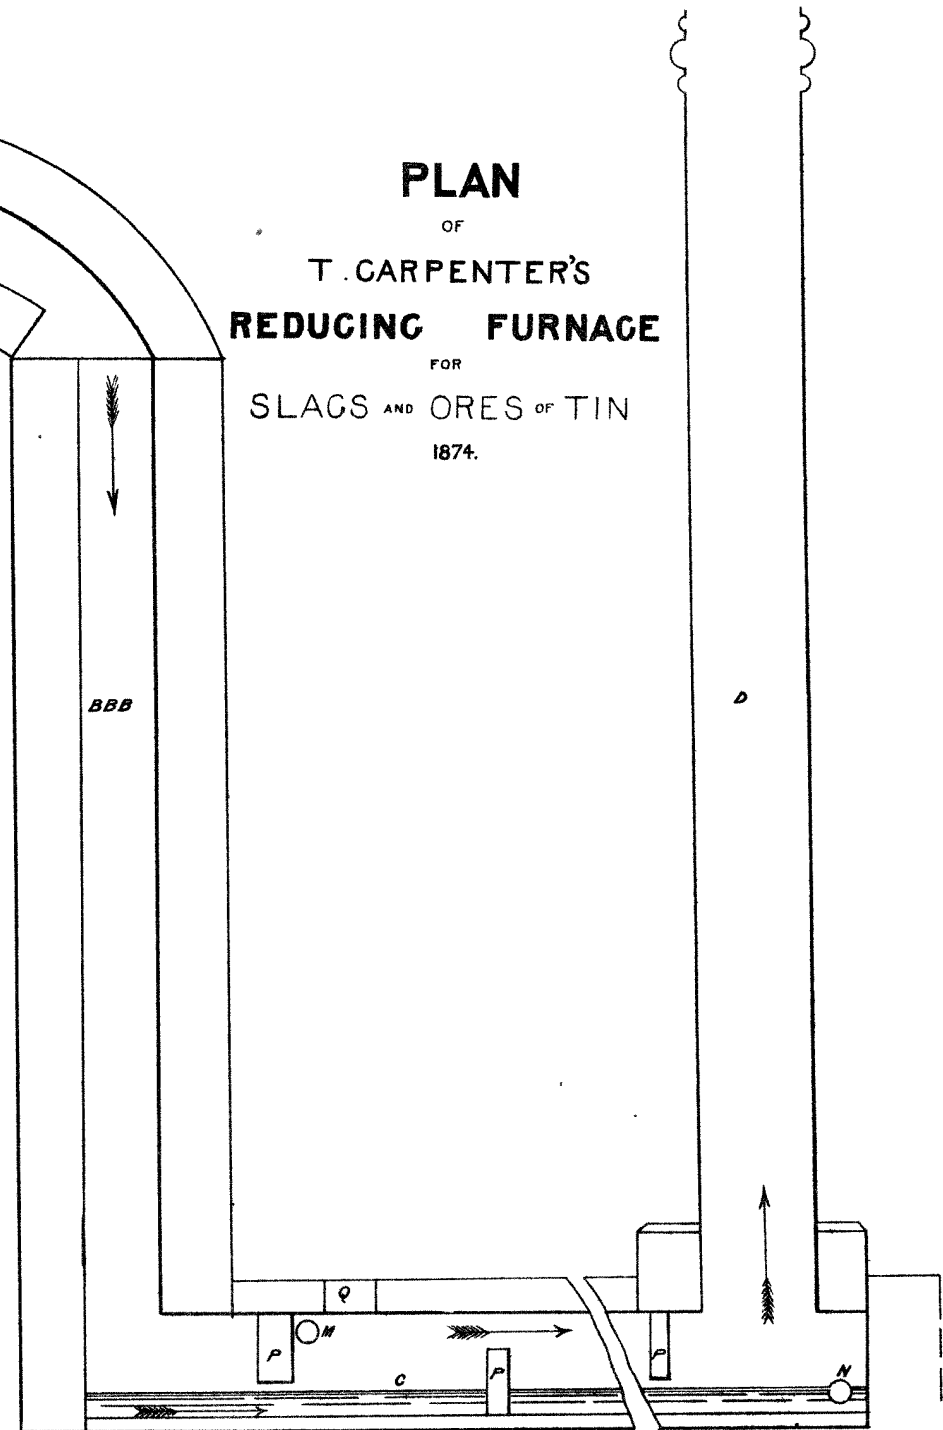 PLAN
OF
T. CARPENTER'S
REDUCING FURNACE
FOR
SLAGS AND ORES OF TIN
1874.
BBB
D
Q
M
P
P
P
C
N